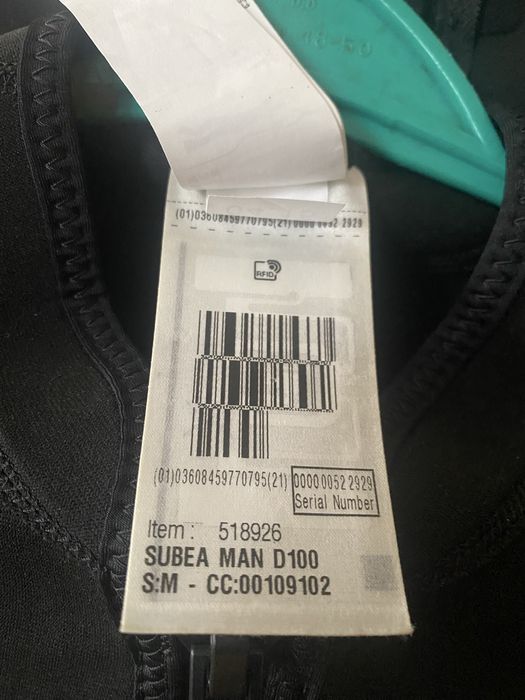 (01)03608459770795(21) 0000 0052 2929
RFID
(01)03608459770795(21)
0000 0052 2929
Serial Number
Item : 518926
SUBEA MAN D100
S:M - CC:00109102